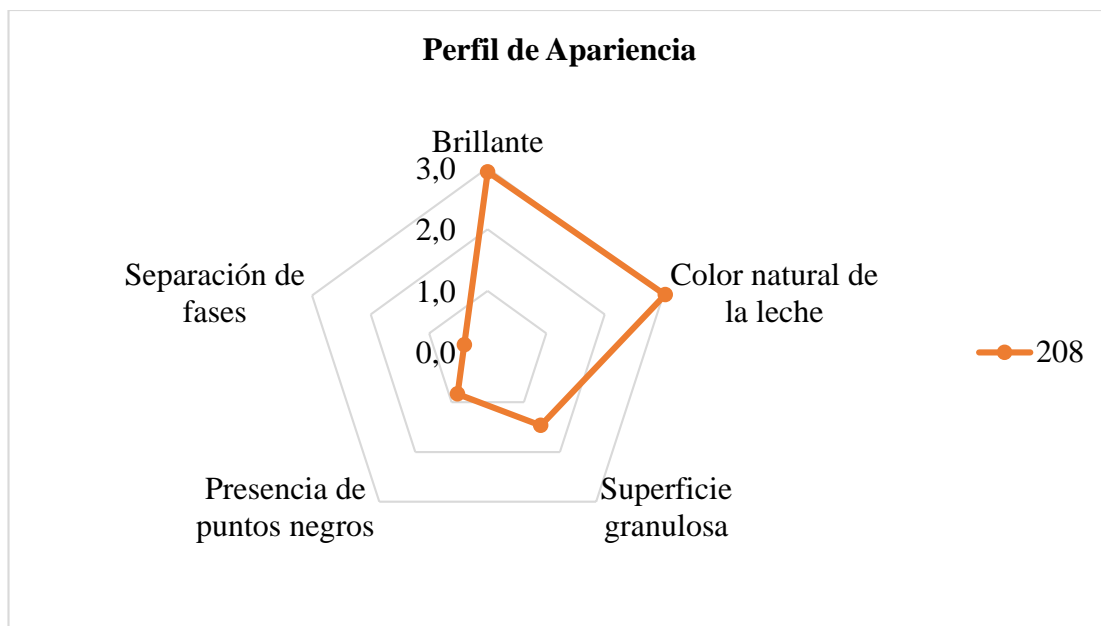 Perfil de Apariencia
Brillante
3,0
2,0
1,0
0,0
Color natural de
la leche
Superficie
granulosa
Presencia de
puntos negros
Separación de
fases
208